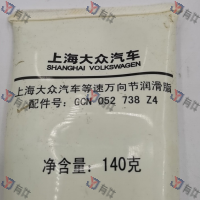 上海大众汽车
SHANGHAI VOLKSWAGEN
上海大众汽车等速万向节润滑脂
配件号: GCN 052 738 Z4
净含量: 140克